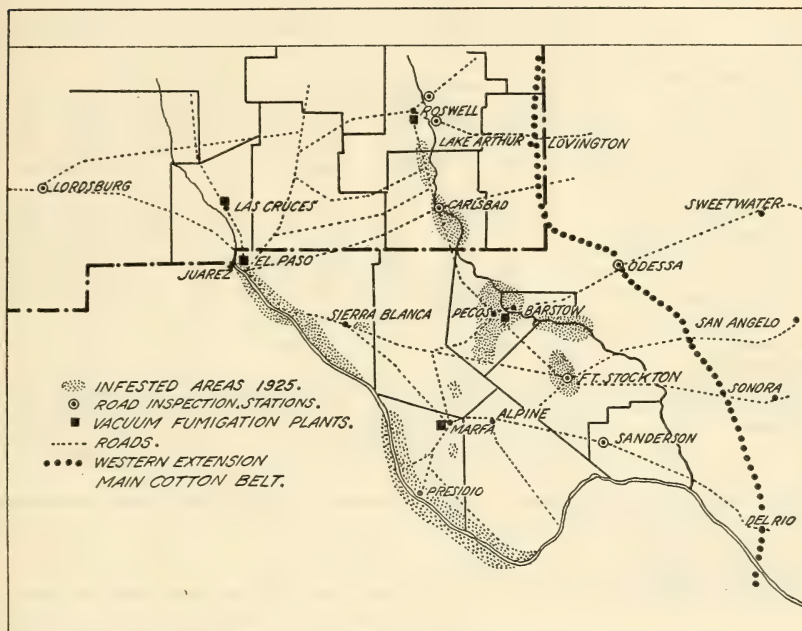 ROSWELL
LAKE ARTHUR
LOVINGTON
LORDSBURG
CARLSBAD
LAS CRUCES
SWEETWATER
EL PASO
ODESSA
JUAREZ
SIERRA BLANCA
PECOS
BARSTOW
SAN ANGELO
FT. STOCKTON
SONORA
ALPINE
MARFA
SANDERSON
PRESIDIO
DEL RIO
INFESTED AREAS 1925.
ROAD INSPECTION. STATIONS.
VACUUM FUMIGATION PLANTS.
ROADS.
WESTERN EXTENSION
MAIN COTTON BELT.